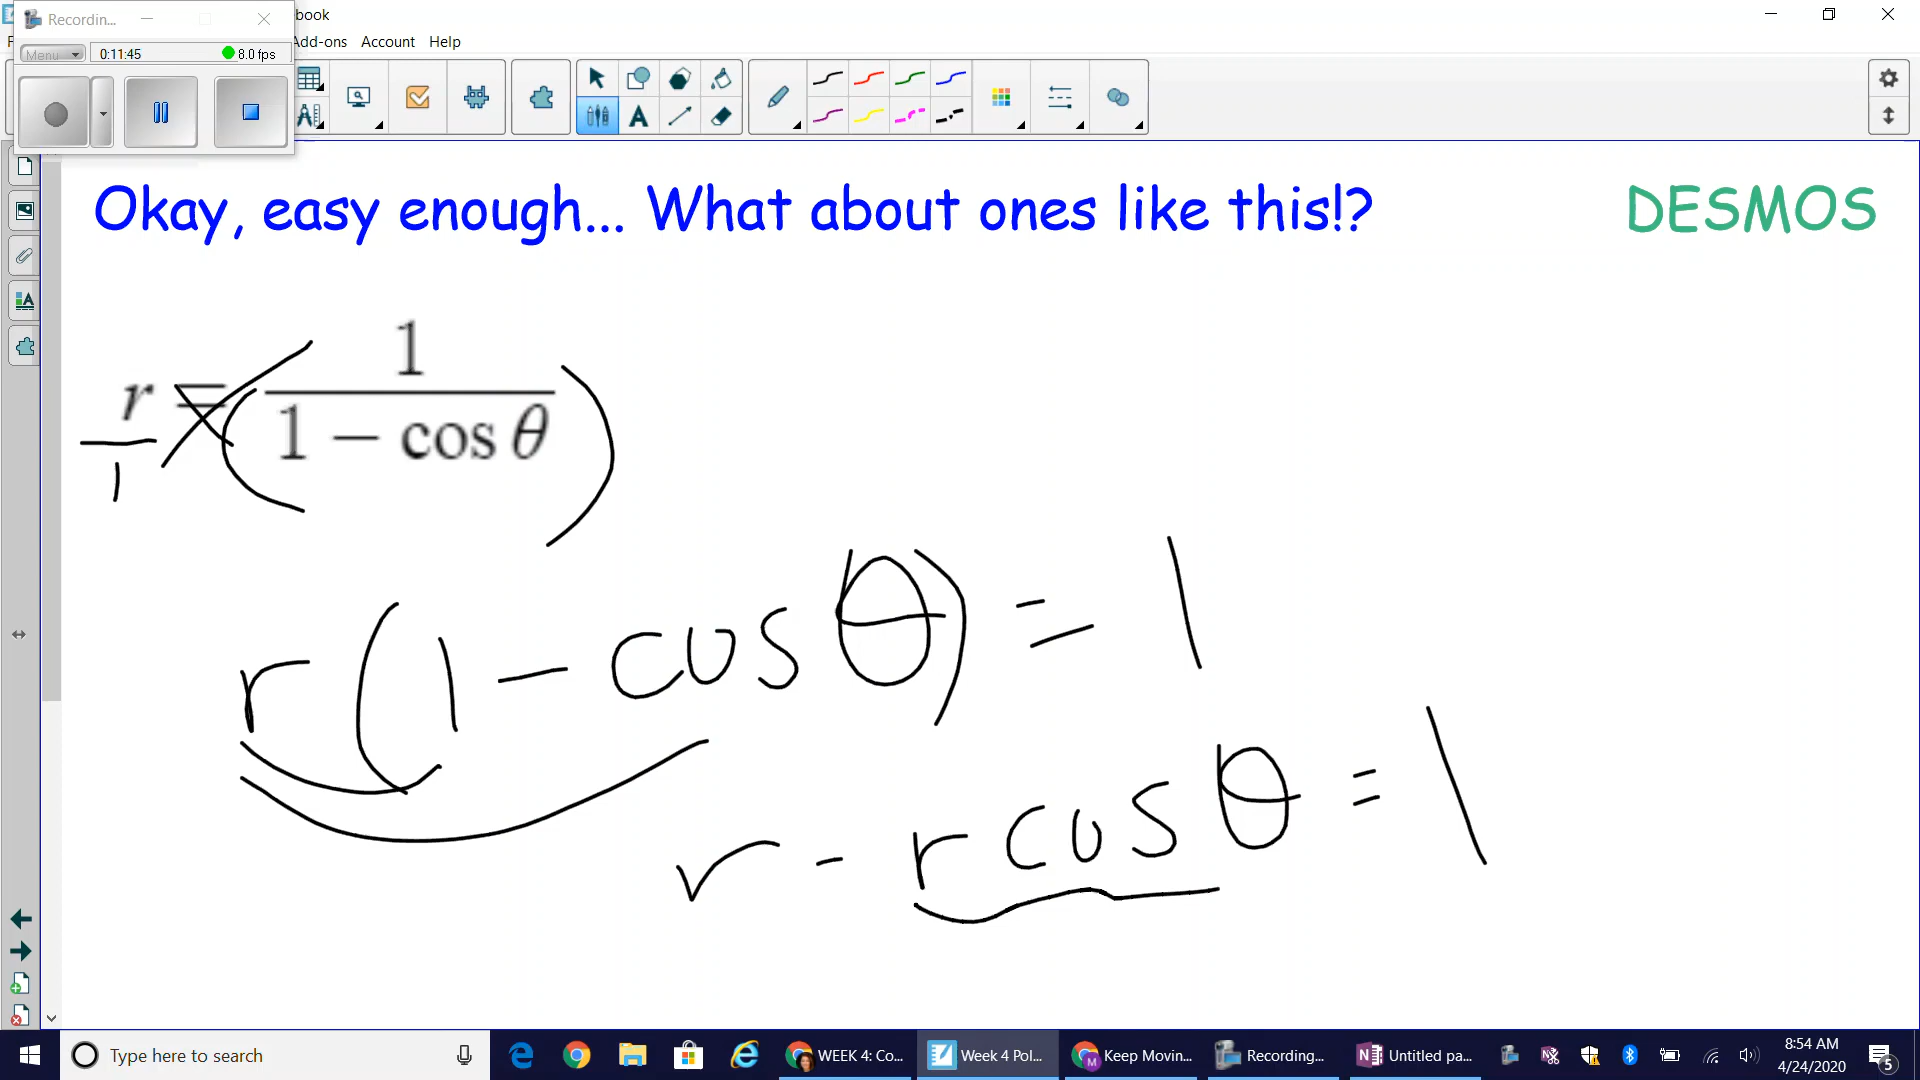 Recordin...
book
Menu
0:11:45
8.0 fps
Add-ons Account Help
Okay, easy enough... What about ones like this!?
DESMOS
r = 1 / (1 − cos θ)
r/1
r(1 − cos θ) = 1
r - r cos θ = 1
Type here to search
WEEK 4: Co...
Week 4 Pol...
Keep Movin...
Recording...
Untitled pa...
8:54 AM
4/24/2020
5